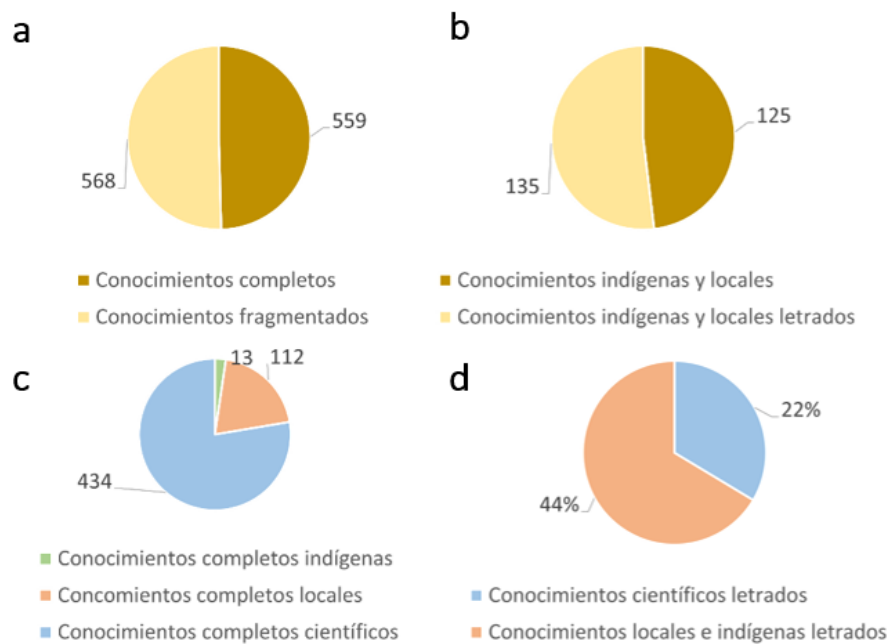 a
559
568
Conocimientos completos
Conocimientos fragmentados
b
125
135
Conocimientos indígenas y locales
Conocimientos indígenas y locales letrados
c
13
112
434
Conocimientos completos indígenas
Concomientos completos locales
Conocimientos completos científicos
d
22%
44%
Conocimientos científicos letrados
Conocimientos locales e indígenas letrados